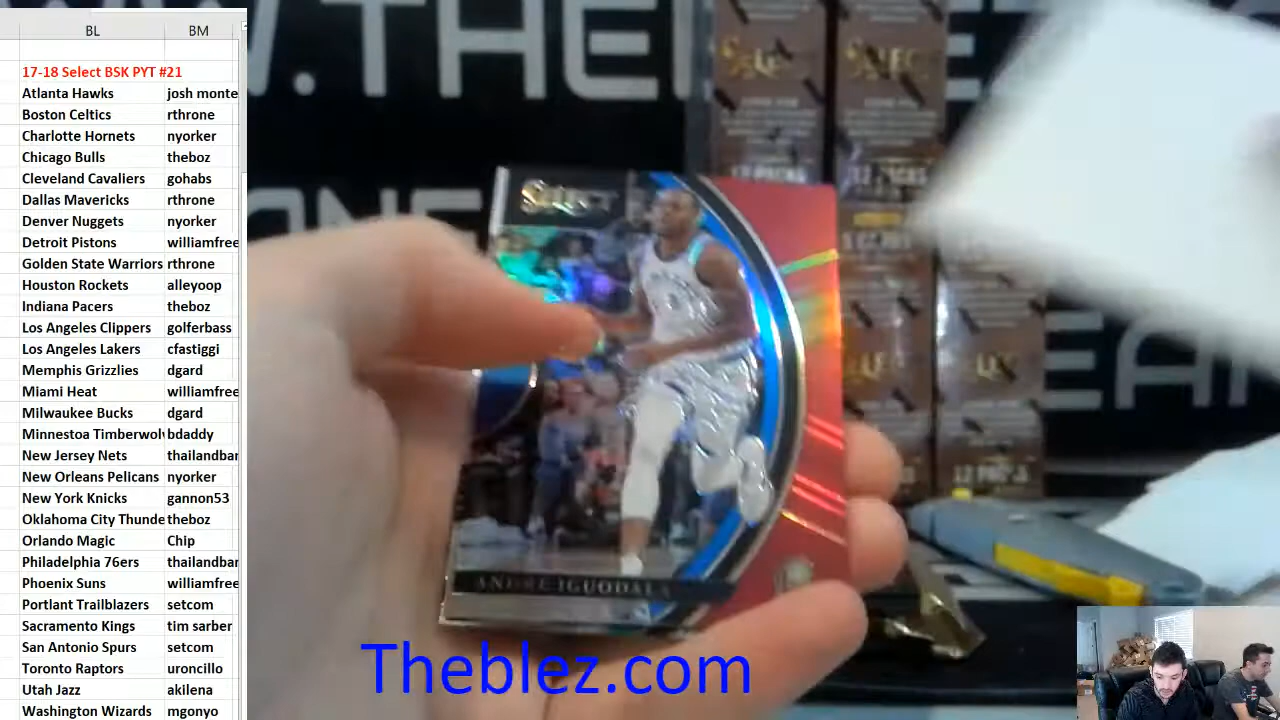 BL BM
17-18 Select BSK PYT #21
Atlanta Hawks josh monte
Boston Celtics rthrone
Charlotte Hornets nyorker
Chicago Bulls theboz
Cleveland Cavaliers gohabs
Dallas Mavericks rthrone
Denver Nuggets nyorker
Detroit Pistons williamfree
Golden State Warriors rthrone
Houston Rockets alleyoop
Indiana Pacers theboz
Los Angeles Clippers golferbass
Los Angeles Lakers cfastiggi
Memphis Grizzlies dgard
Miami Heat williamfree
Milwaukee Bucks dgard
Minnestoa Timberwolv bdaddy
New Jersey Nets thailandbar
New Orleans Pelicans nyorker
New York Knicks gannon53
Oklahoma City Thunde theboz
Orlando Magic Chip
Philadelphia 76ers thailandbar
Phoenix Suns williamfree
Portlant Trailblazers setcom
Sacramento Kings tim sarber
San Antonio Spurs setcom
Toronto Raptors uroncillo
Utah Jazz akilena
Washington Wizards mgonyo
SELECT
ANDRE IGUODALA
Theblez.com